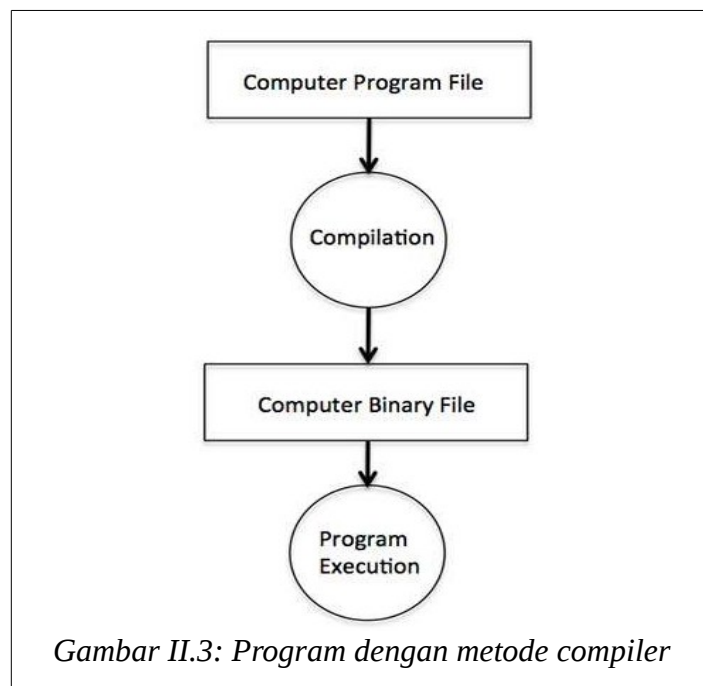 Computer Program File
Compilation
Computer Binary File
Program
Execution
Gambar II.3: Program dengan metode compiler